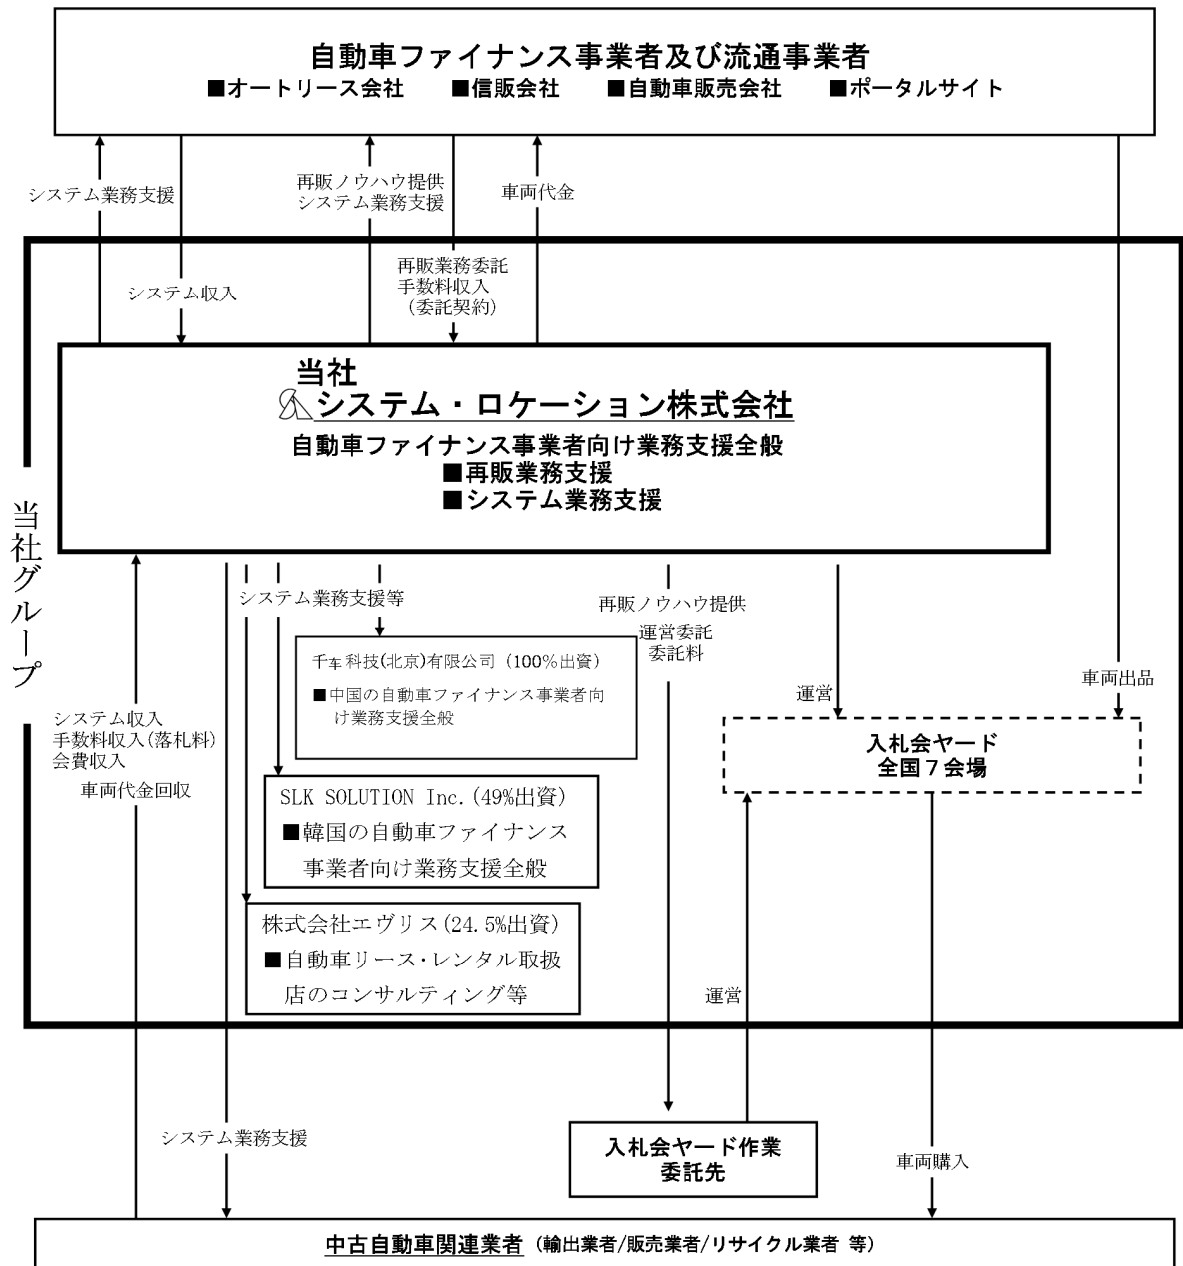 自動車ファイナンス事業者及び流通事業者
■オートリース会社 ■信販会社 ■自動車販売会社 ■ポータルサイト
システム業務支援
再販ノウハウ提供
システム業務支援
車両代金
システム収入
再販業務委託
手数料収入
(委託契約)
当社
システム・ロケーション株式会社
自動車ファイナンス事業者向け業務支援全般
■再販業務支援
■システム業務支援
当社グループ
システム業務支援等
再販ノウハウ提供
運営委託
委託料
千车科技(北京)有限公司 (100%出資)
■中国の自動車ファイナンス事業者向
け業務支援全般
運営
車両出品
システム収入
手数料収入(落札料)
会費収入
車両代金回収
入札会ヤード
全国7会場
SLK SOLUTION Inc.(49%出資)
■韓国の自動車ファイナンス
事業者向け業務支援全般
株式会社エヴリス(24.5%出資)
■自動車リース・レンタル取扱
店のコンサルティング等
運営
システム業務支援
入札会ヤード作業
委託先
車両購入
中古自動車関連業者 (輸出業者/販売業者/リサイクル業者 等)